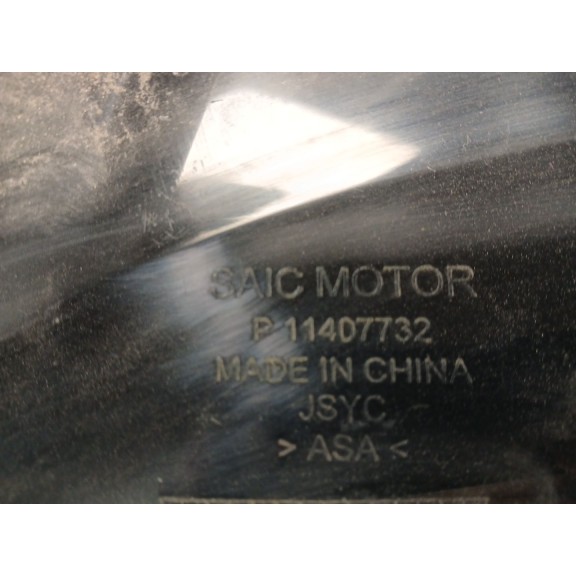 SAIC MOTOR
P 11407732
MADE IN CHINA
JSYC
> ASA <